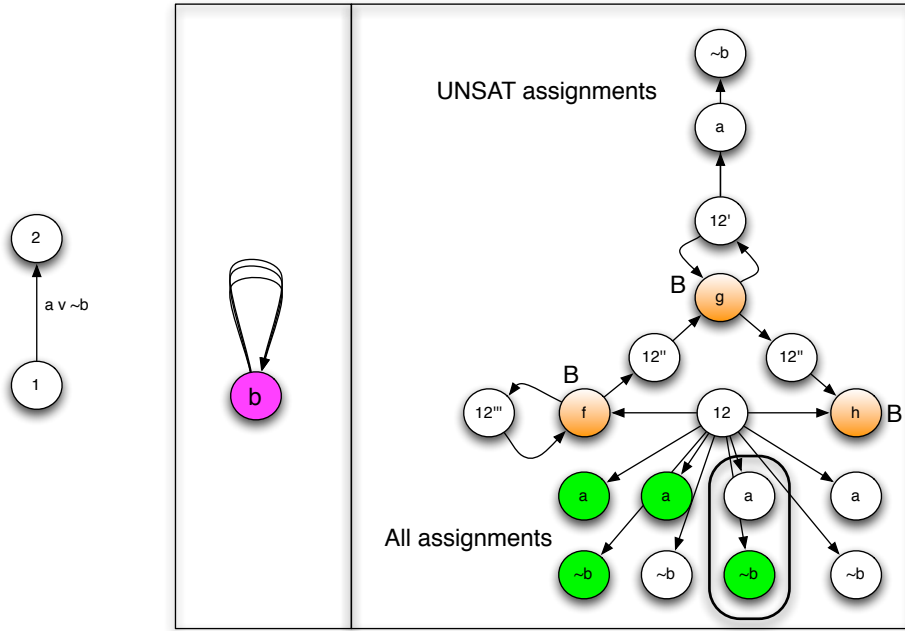 ~b
UNSAT assignments
a
12'
2
B
g
a v ~b
12''
12''
B
1
b
12'''
f
12
h
B
a
a
a
a
All assignments
~b
~b
~b
~b